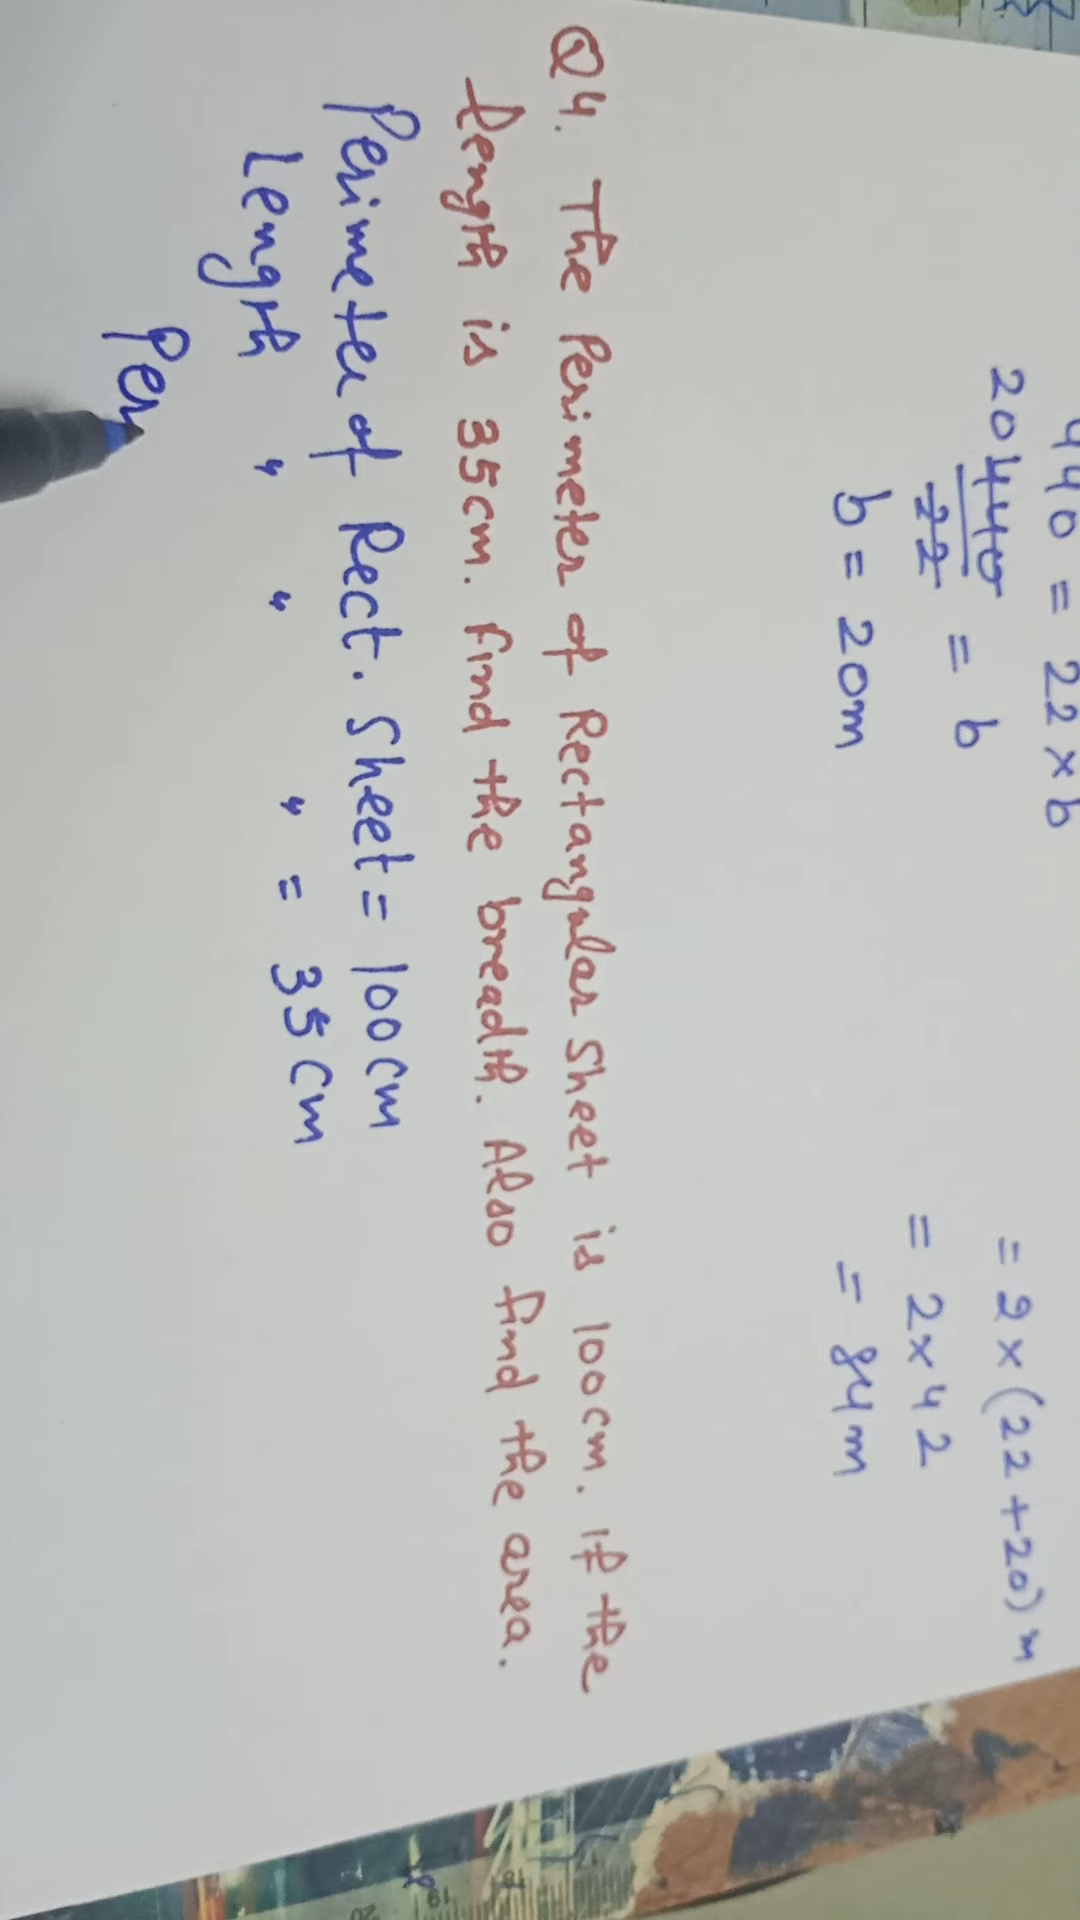 440 = 22 × b
20 440 = b
22
b = 20m
= 2 × (22 + 20) m
= 2 × 42
= 84m
Q4. The Perimeter of Rectangular Sheet is 100cm. If the
length is 35cm. find the breadth. Also find the area.
Perimeter of Rect. Sheet = 100cm
Length " " " = 35 cm
Per